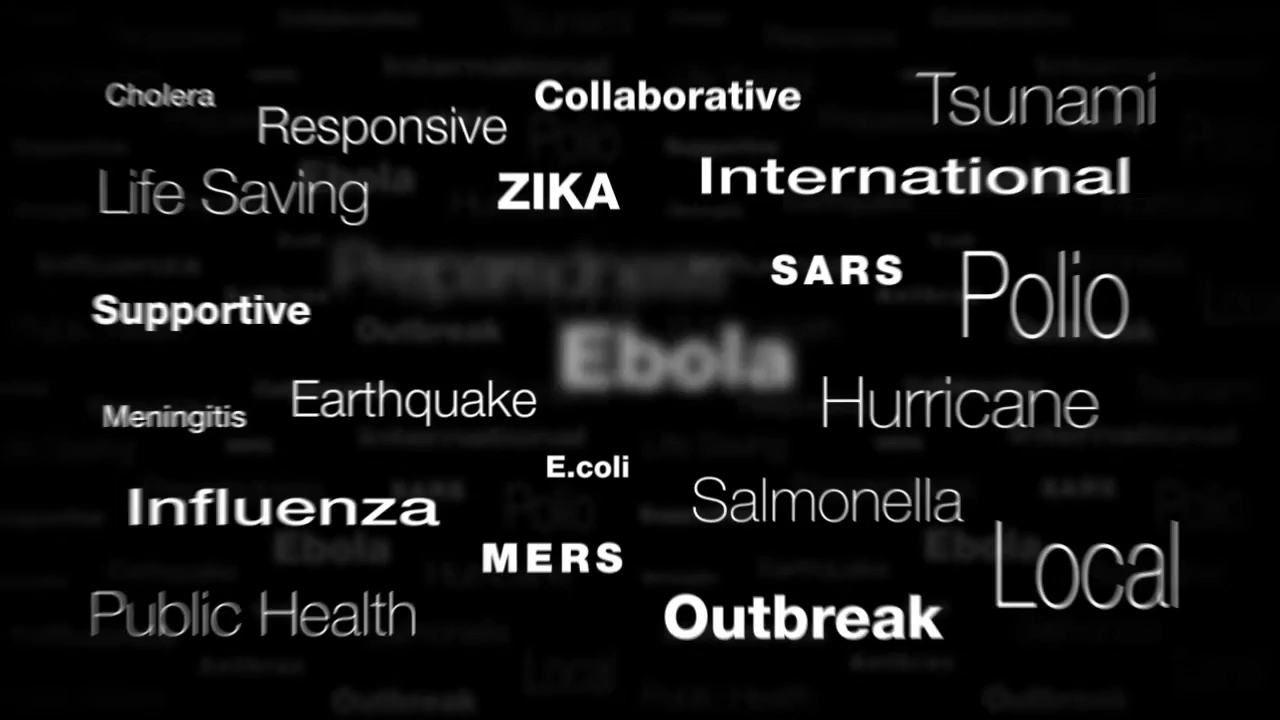 Cholera
Responsive
Collaborative
Tsunami
Life Saving
ZIKA
International
SARS
Polio
Supportive
Ebola
Meningitis
Earthquake
Hurricane
E.coli
Salmonella
Influenza
MERS
Local
Public Health
Outbreak